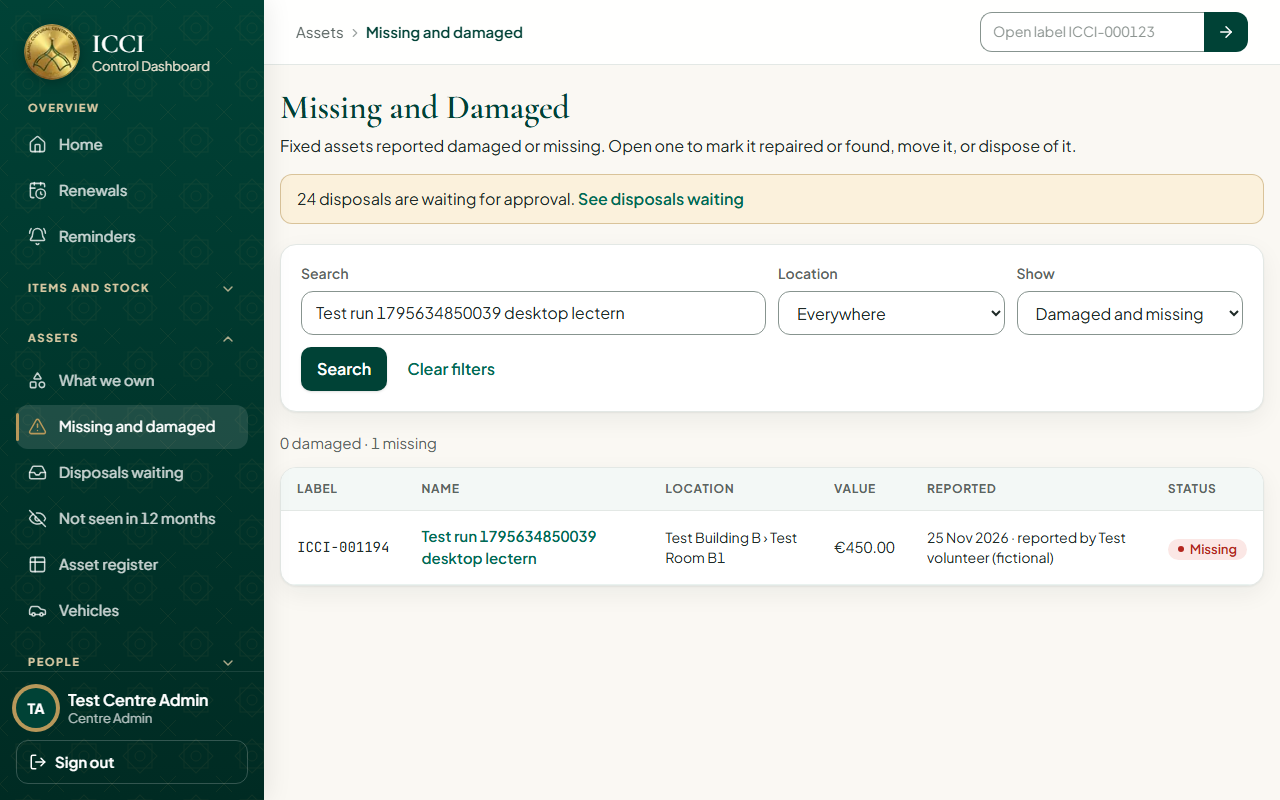 ICCI
Control Dashboard
OVERVIEW
Home
Renewals
Reminders
ITEMS AND STOCK
ASSETS
What we own
Missing and damaged
Disposals waiting
Not seen in 12 months
Asset register
Vehicles
PEOPLE
TA
Test Centre Admin
Centre Admin
Sign out
Assets › Missing and damaged
Open label ICCI-000123
Missing and Damaged
Fixed assets reported damaged or missing. Open one to mark it repaired or found, move it, or dispose of it.
24 disposals are waiting for approval. See disposals waiting
Search
Location
Show
Test run 1795634850039 desktop lectern
Everywhere
Damaged and missing
Search
Clear filters
0 damaged · 1 missing
LABEL NAME LOCATION VALUE REPORTED STATUS
ICCI-001194
Test run 1795634850039
desktop lectern
Test Building B › Test
Room B1
€450.00
25 Nov 2026 · reported by Test
volunteer (fictional)
Missing